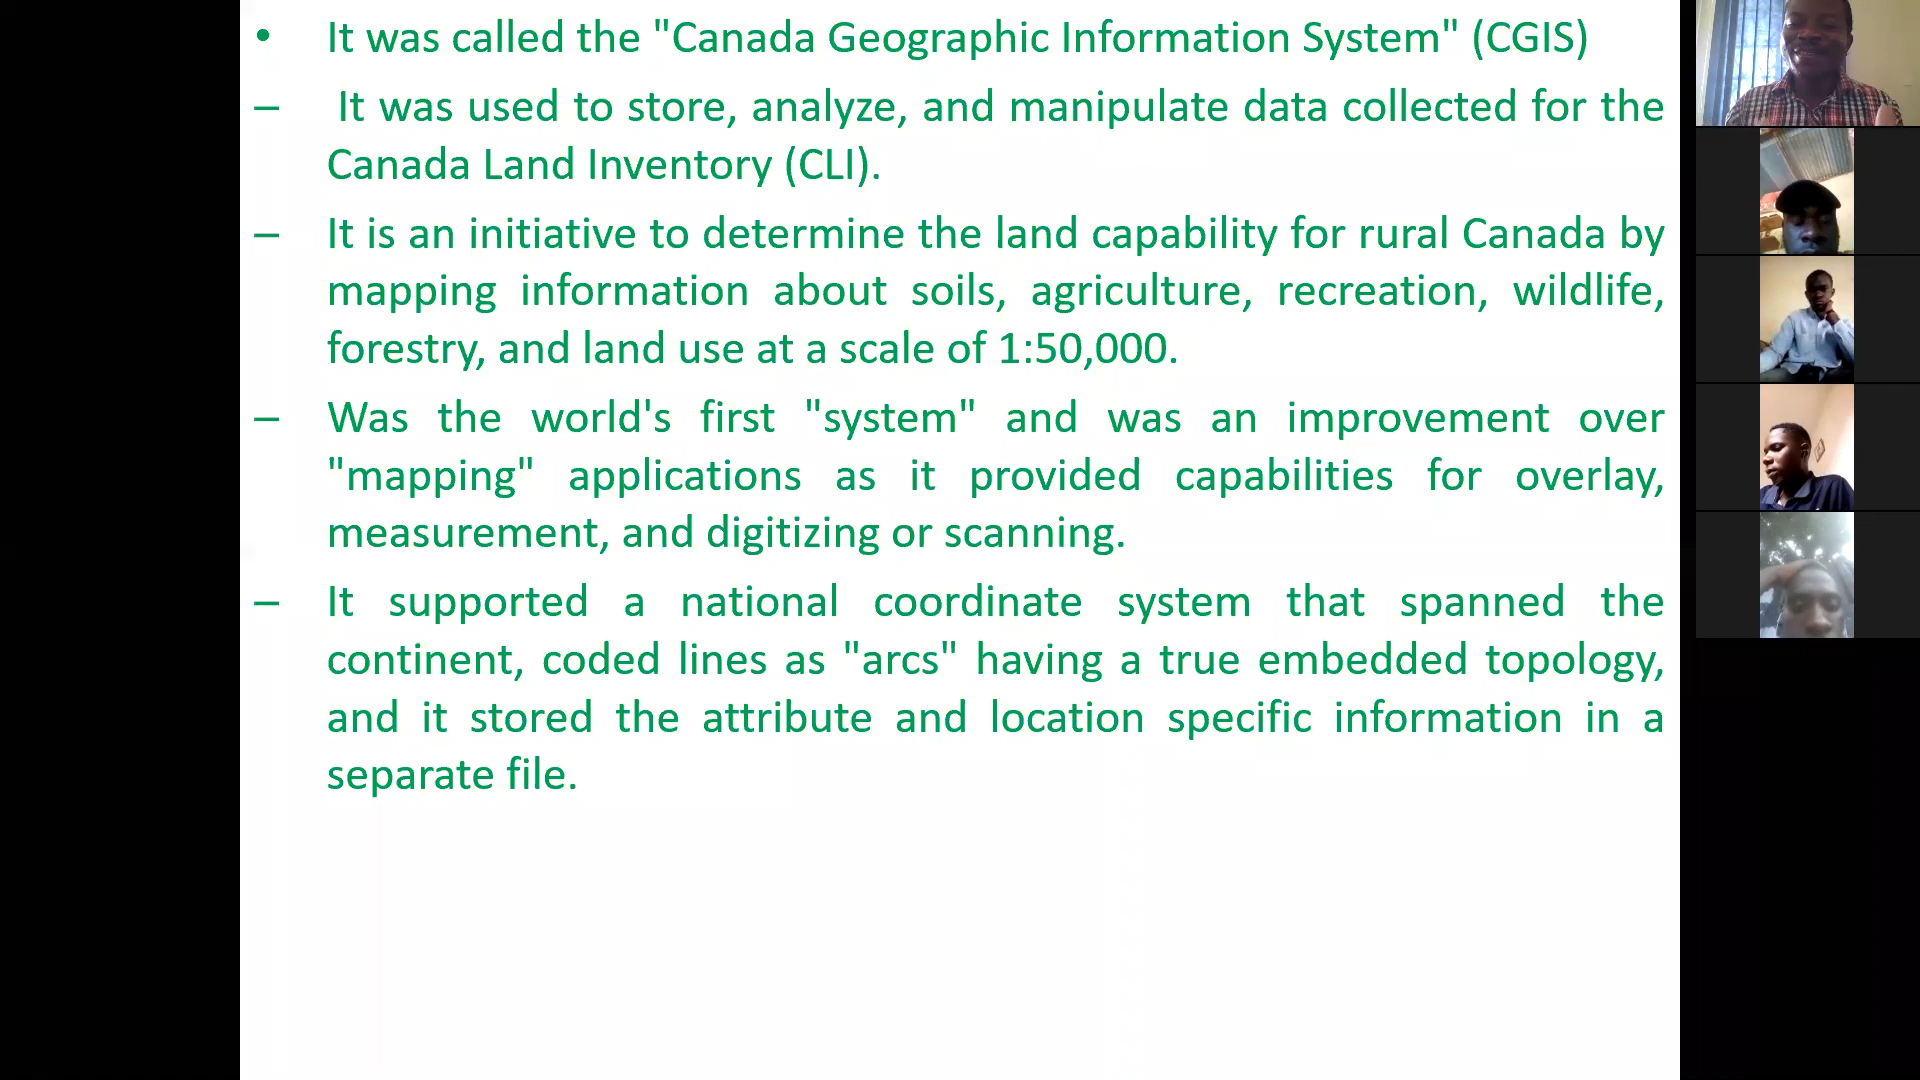 • It was called the "Canada Geographic Information System" (CGIS)
– It was used to store, analyze, and manipulate data collected for the
Canada Land Inventory (CLI).
– It is an initiative to determine the land capability for rural Canada by
mapping information about soils, agriculture, recreation, wildlife,
forestry, and land use at a scale of 1:50,000.
– Was the world's first "system" and was an improvement over
"mapping" applications as it provided capabilities for overlay,
measurement, and digitizing or scanning.
– It supported a national coordinate system that spanned the
continent, coded lines as "arcs" having a true embedded topology,
and it stored the attribute and location specific information in a
separate file.